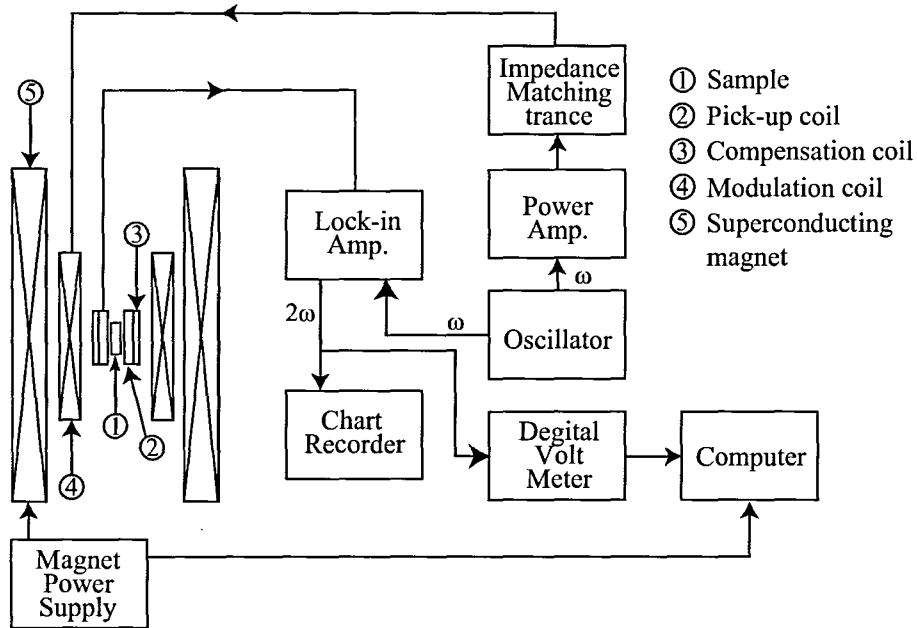 Impedance
Matching
trance
① Sample
② Pick-up coil
③ Compensation coil
④ Modulation coil
⑤ Superconducting
magnet
⑤
Lock-in
Amp.
Power
Amp.
③
ω
2ω
ω
Oscillator
①
②
④
Chart
Recorder
Degital
Volt
Meter
Computer
Magnet
Power
Supply